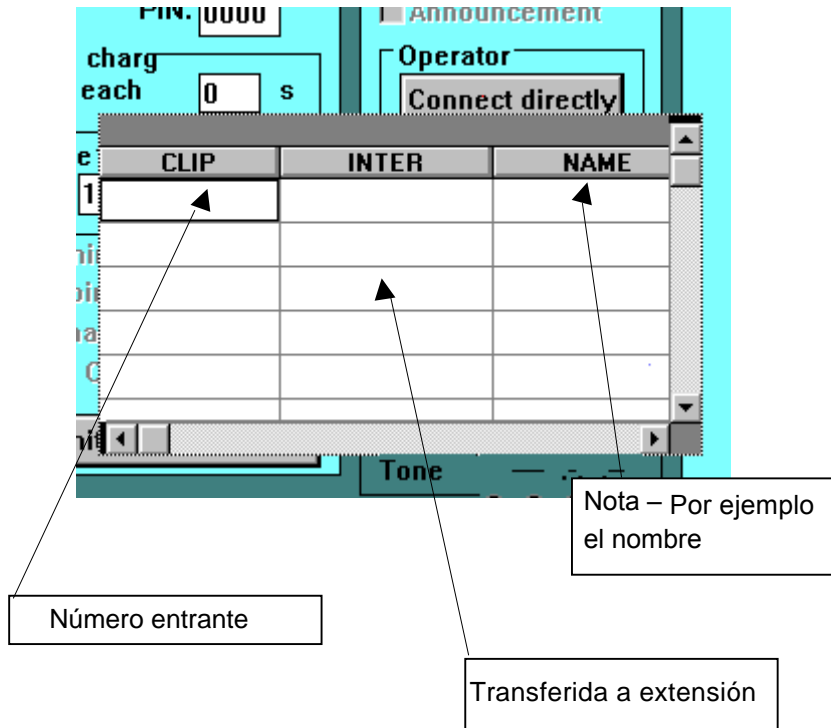 PIN. 0000
Announcement
charg
Operator
each 0 s
Connect directly
e
CLIP INTER NAME
1
Tone
Nota – Por ejemplo
el nombre
Número entrante
Transferida a extensión